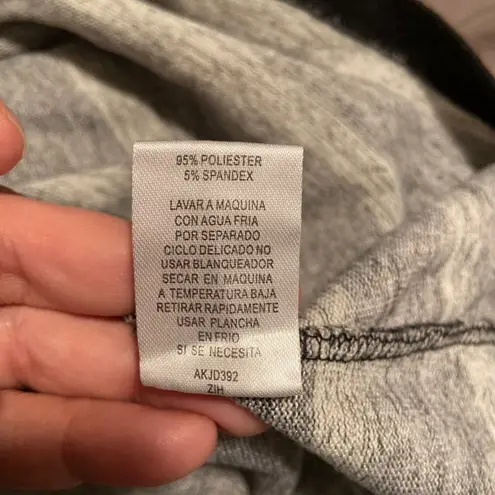 95% POLIESTER
5% SPANDEX
LAVAR A MAQUINA
CON AGUA FRIA
POR SEPARADO
CICLO DELICADO NO
USAR BLANQUEADOR
SECAR EN MAQUINA
A TEMPERATURA BAJA
RETIRAR RAPIDAMENTE
USAR PLANCHA
EN FRIO
SI SE NECESITA
AKJD392
ZIH